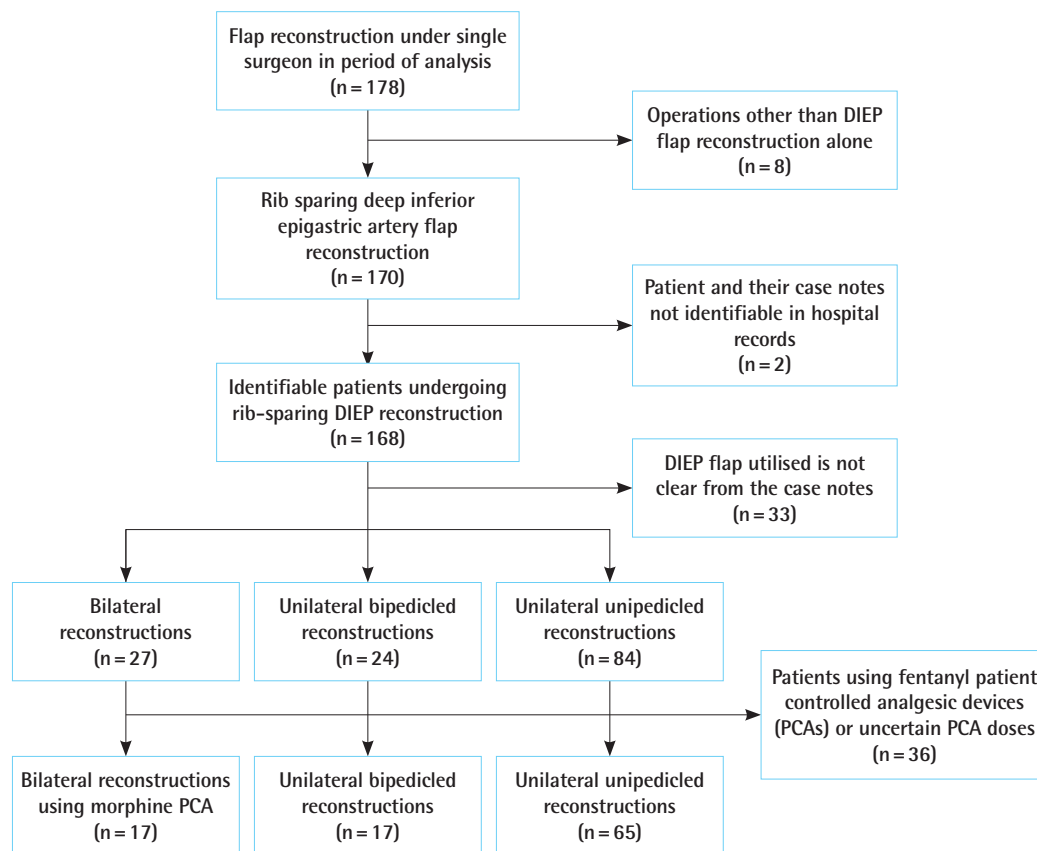 Flap reconstruction under single
surgeon in period of analysis
(n = 178)
Operations other than DIEP
flap reconstruction alone
(n = 8)
Rib sparing deep inferior
epigastric artery flap
reconstruction
(n = 170)
Patient and their case notes
not identifiable in hospital
records
(n = 2)
Identifiable patients undergoing
rib-sparing DIEP reconstruction
(n = 168)
DIEP flap utilised is not
clear from the case notes
(n = 33)
Bilateral
reconstructions
(n = 27)
Unilateral bipedicled
reconstructions
(n = 24)
Unilateral unipedicled
reconstructions
(n = 84)
Patients using fentanyl patient
controlled analgesic devices
(PCAs) or uncertain PCA doses
(n = 36)
Bilateral reconstructions
using morphine PCA
(n = 17)
Unilateral bipedicled
reconstructions
(n = 17)
Unilateral unipedicled
reconstructions
(n = 65)